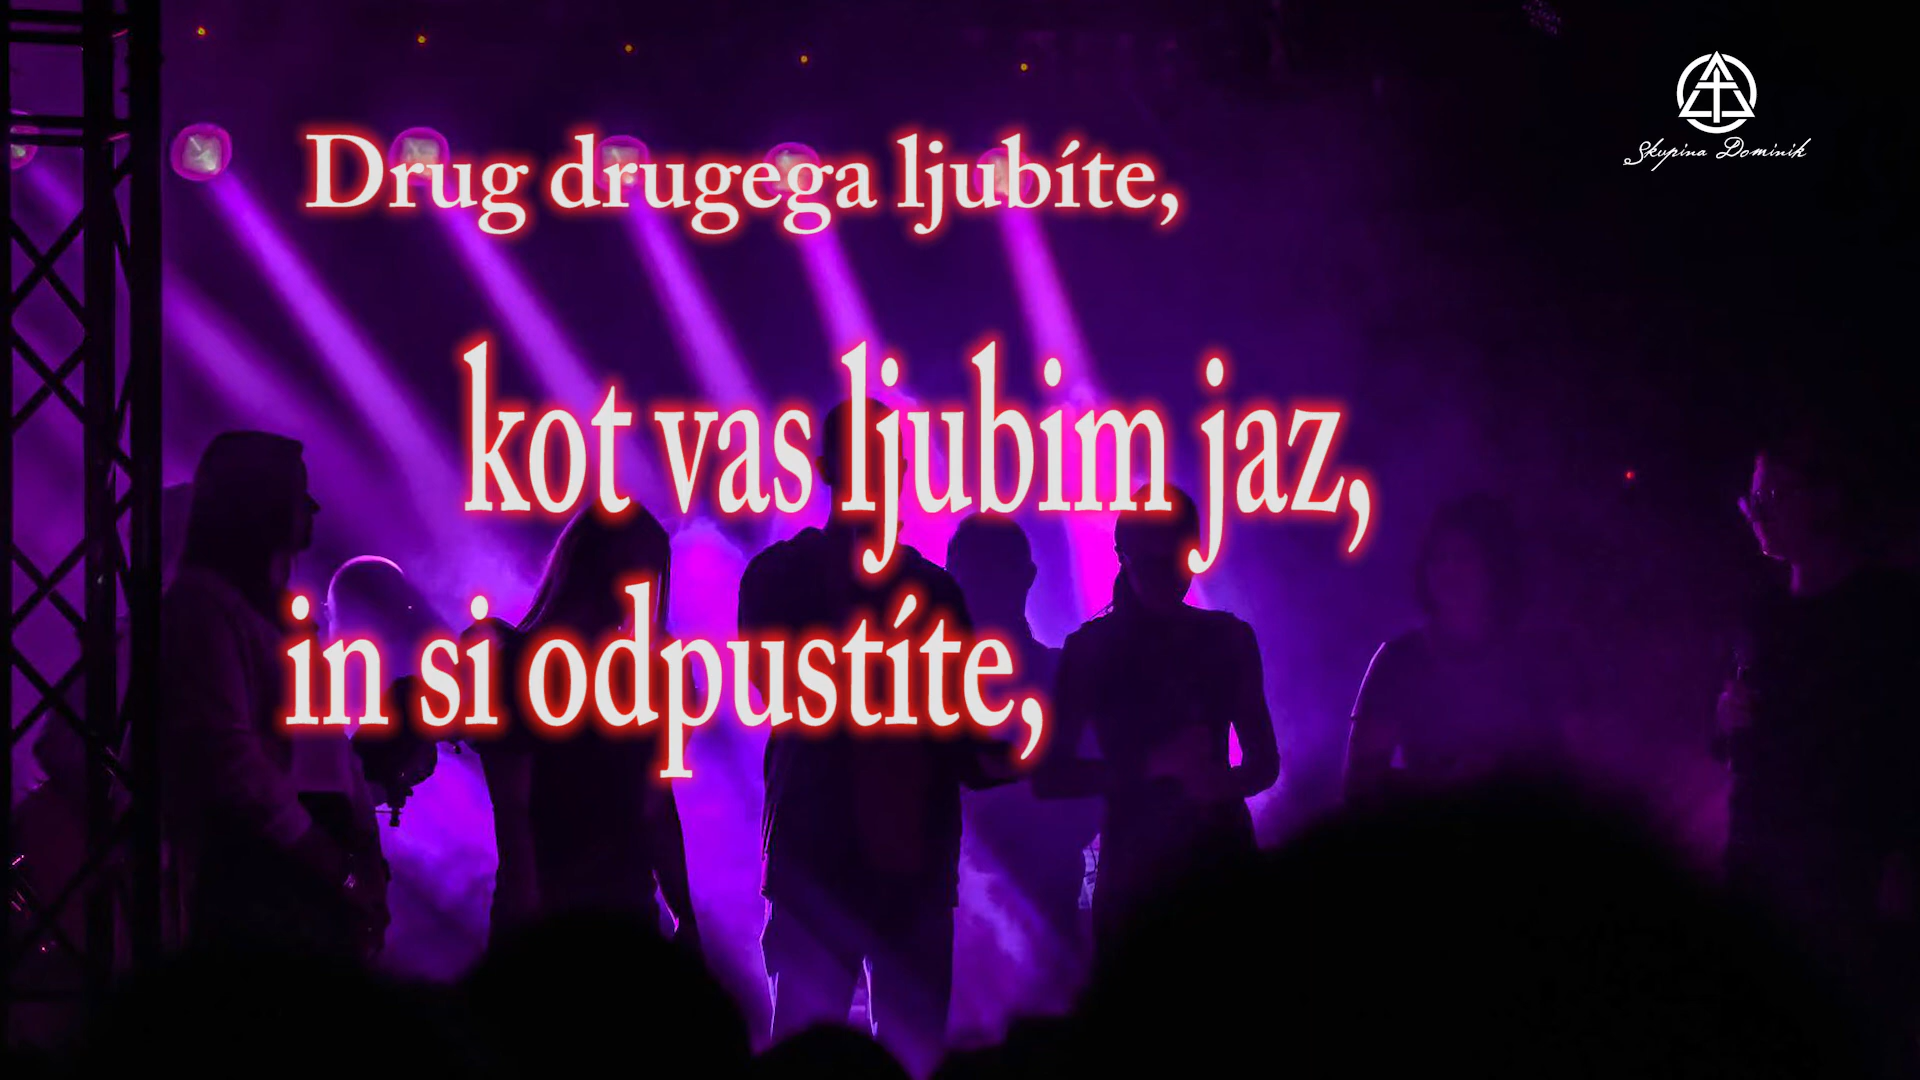 Drug drugega ljubíte,
kot vas ljubim jaz,
in si odpustíte,
Skupina Dominik